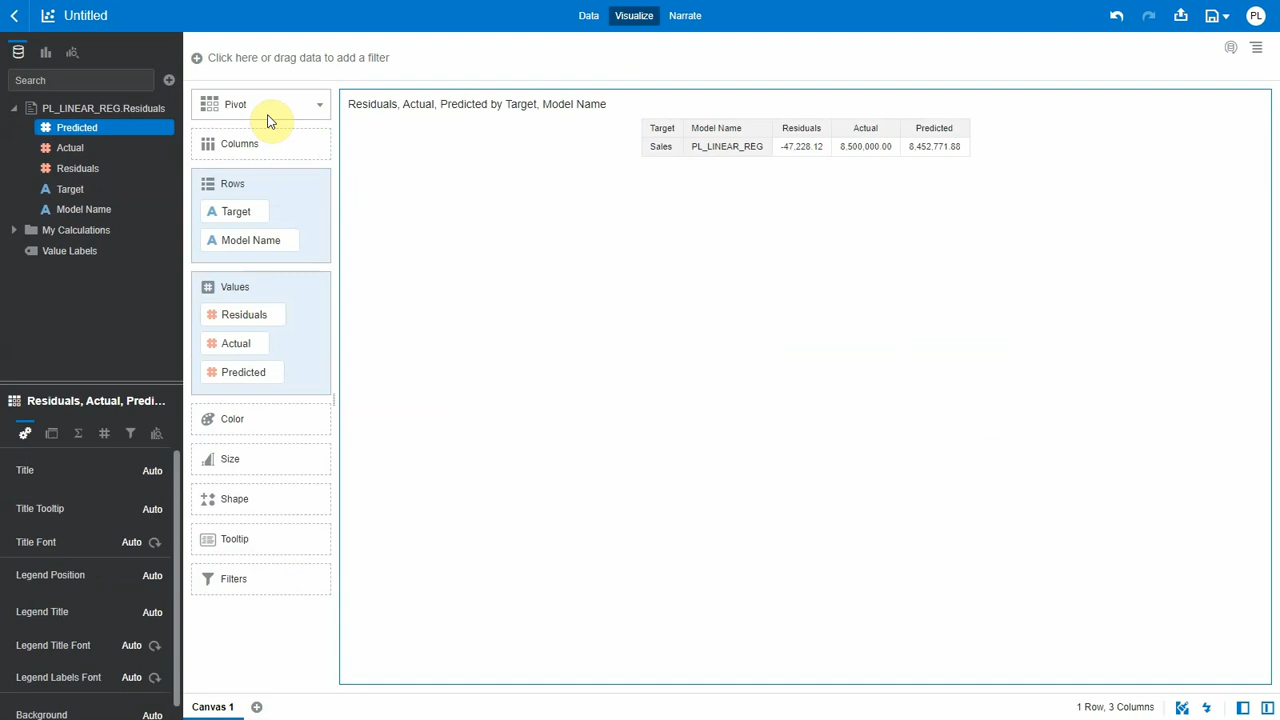 Untitled
Data
Visualize
Narrate
PL
Search
Click here or drag data to add a filter
PL_LINEAR_REG.Residuals
Predicted
Actual
Residuals
Target
Model Name
My Calculations
Value Labels
Pivot
Columns
Rows
Target
Model Name
Values
Residuals
Actual
Predicted
Color
Size
Shape
Tooltip
Filters
Residuals, Actual, Predicted by Target, Model Name
Target Model Name Residuals Actual Predicted
Sales PL_LINEAR_REG -47,228.12 8,500,000.00 8,452,771.88
Residuals, Actual, Predi...
Title Auto
Title Tooltip Auto
Title Font Auto
Legend Position Auto
Legend Title Auto
Legend Title Font Auto
Legend Labels Font Auto
Background Auto
Canvas 1
1 Row, 3 Columns